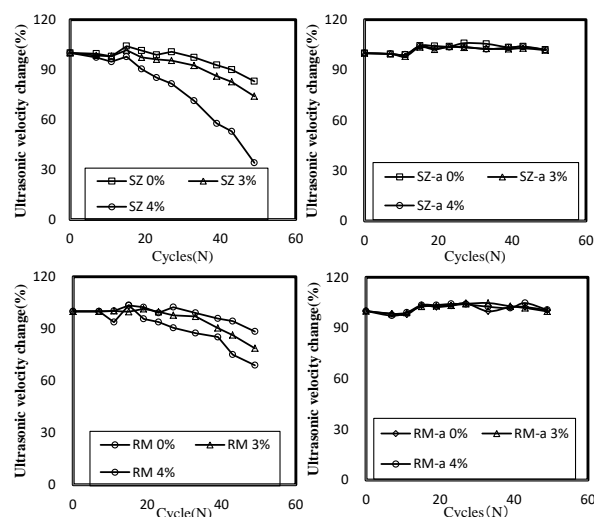 Ultrasonic velocity change(%)
120
90
60
30
0
SZ 0%
SZ 3%
SZ 4%
0
20
40
60
Cycles(N)
Ultrasonic velocity change(%)
120
90
60
30
0
SZ-a 0%
SZ-a 3%
SZ-a 4%
0
20
40
60
Cycles(N)
Ultrasonic velocity change(%)
120
90
60
30
0
RM 0%
RM 3%
RM 4%
0
20
40
60
Cycle(N)
Ultrasonic velocity change(%)
120
90
60
30
0
RM-a 0%
RM-a 3%
RM-a 4%
0
20
40
60
Cycles(N)